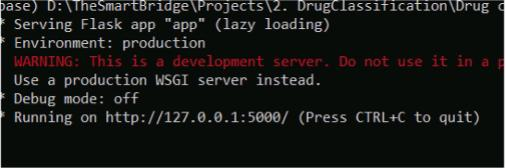 base) D:\TheSmartBridge\Projects\2. DrugClassification\Drug
* Serving Flask app "app" (lazy loading)
* Environment: production
WARNING: This is a development server. Do not use it in a
Use a production WSGI server instead.
* Debug mode: off
* Running on http://127.0.0.1:5000/ (Press CTRL+C to quit)